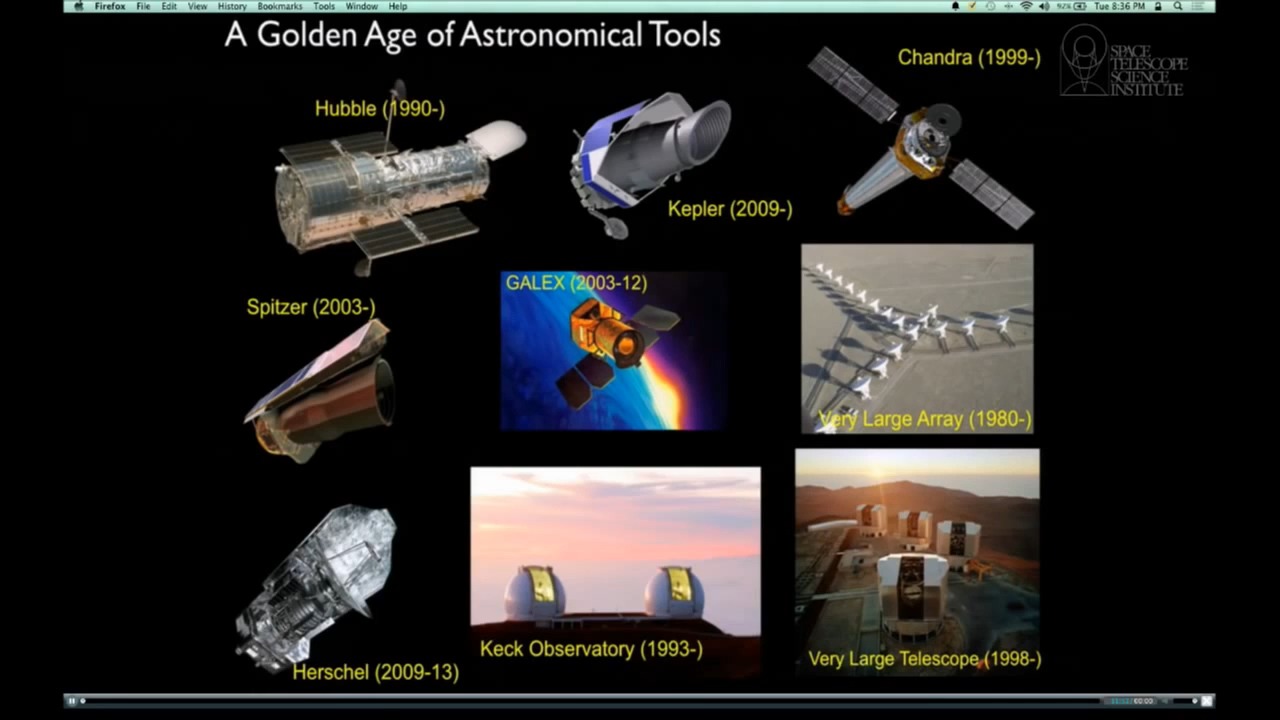 Firefox File Edit View History Bookmarks Tools Window Help
92% Tue 8:36 PM
A Golden Age of Astronomical Tools
SPACE
TELESCOPE
SCIENCE
INSTITUTE
Hubble (1990-)
Chandra (1999-)
Kepler (2009-)
Spitzer (2003-)
GALEX (2003-12)
Very Large Array (1980-)
Herschel (2009-13)
Keck Observatory (1993-)
Very Large Telescope (1998-)